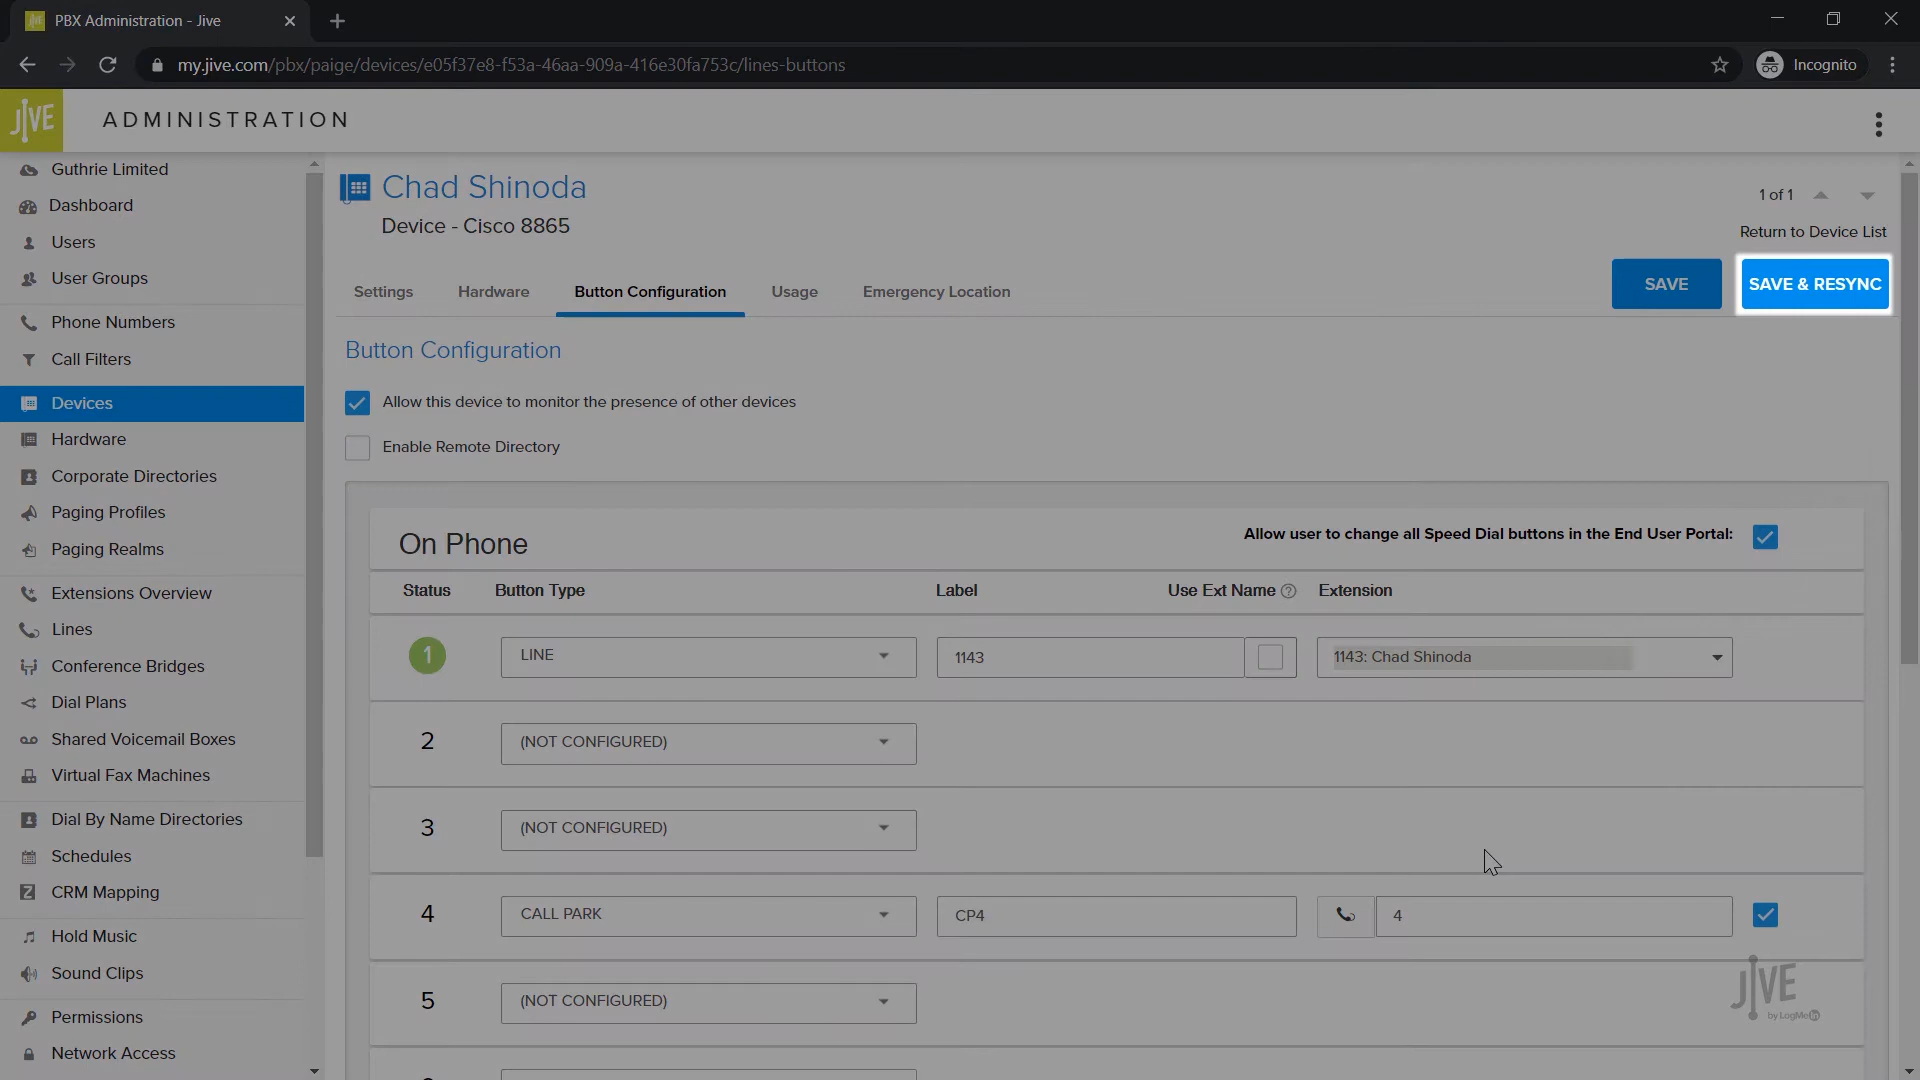 PBX Administration - Jive
my.jive.com/pbx/paige/devices/e05f37e8-f53a-46aa-909a-416e30fa753c/lines-buttons
Incognito
JIVE
ADMINISTRATION
Guthrie Limited
Dashboard
Users
User Groups
Phone Numbers
Call Filters
Devices
Hardware
Corporate Directories
Paging Profiles
Paging Realms
Extensions Overview
Lines
Conference Bridges
Dial Plans
Shared Voicemail Boxes
Virtual Fax Machines
Dial By Name Directories
Schedules
CRM Mapping
Hold Music
Sound Clips
Permissions
Network Access
Chad Shinoda
Device - Cisco 8865
1 of 1
Return to Device List
Settings Hardware Button Configuration Usage Emergency Location
SAVE SAVE & RESYNC
Button Configuration
Allow this device to monitor the presence of other devices
Enable Remote Directory
On Phone
Allow user to change all Speed Dial buttons in the End User Portal:
Status Button Type Label Use Ext Name ? Extension
1 LINE 1143 1143: Chad Shinoda
2 (NOT CONFIGURED)
3 (NOT CONFIGURED)
4 CALL PARK CP4 4
5 (NOT CONFIGURED)
JIVE
by LogMeIn